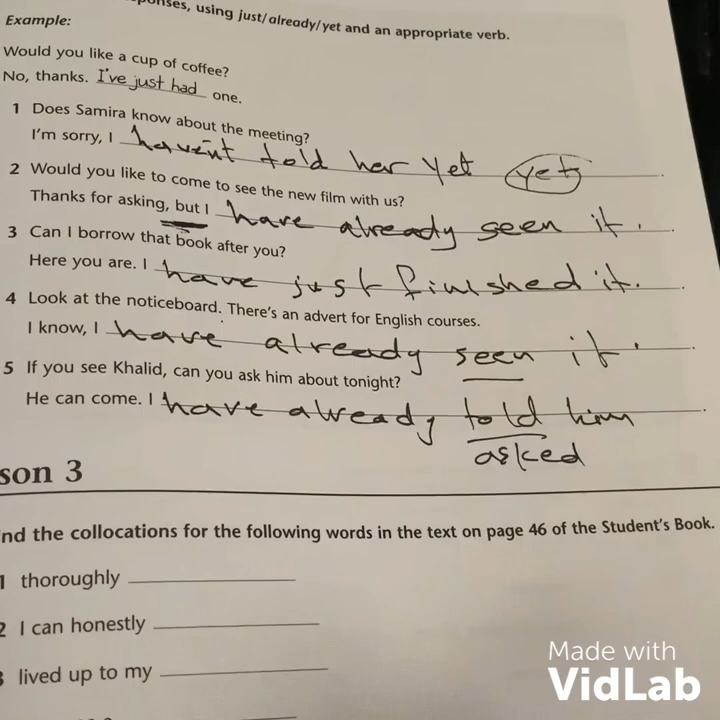 using just/already/yet and an appropriate verb.
Example:
Would you like a cup of coffee?
No, thanks. I've just had one.
1 Does Samira know about the meeting?
I'm sorry, I haven't told her yet yet .
2 Would you like to come to see the new film with us?
Thanks for asking, but I have already seen it.
3 Can I borrow that book after you?
Here you are. I have just finished it.
4 Look at the noticeboard. There's an advert for English courses.
I know, I have already seen it.
5 If you see Khalid, can you ask him about tonight?
He can come. I have already told him .
asked
son 3
nd the collocations for the following words in the text on page 46 of the Student's Book.
1 thoroughly
2 I can honestly
3 lived up to my
Made with
VidLab